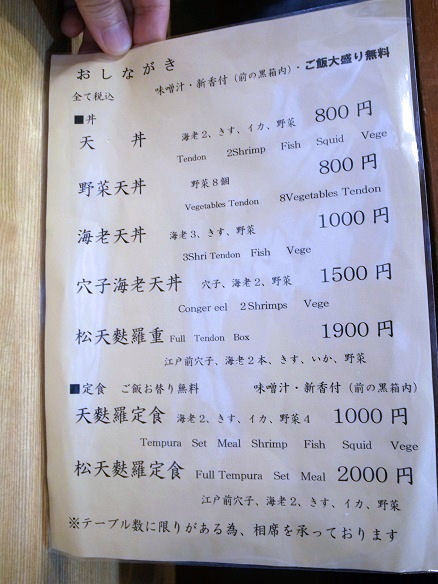 おしながき
全て税込 味噌汁・新香付(前の黒箱内)・ご飯大盛り無料
■丼
天 丼 海老2、きす、イカ、野菜 800円
Tendon 2Shrimp Fish Squid Vege
野菜天丼 野菜8個 800円
Vegetables Tendon 8Vegetables Tendon
海老天丼 海老3、きす、野菜 1000円
3Shri Tendon Fish Vege
穴子海老天丼 穴子、海老2、野菜 1500円
Conger eel 2Shrimps Vege
松天麩羅重 Full Tendon Box 1900円
江戸前穴子、海老2本、きす、いか、野菜
■定食 ご飯お替り無料 味噌汁・新香付(前の黒箱内)
天麩羅定食 海老2、きす、イカ、野菜4 1000円
Tempura Set Meal Shrimp Fish Squid Vege
松天麩羅定食 Full Tempura Set Meal 2000円
江戸前穴子、海老2、きす、イカ、野菜
※テーブル数に限りがある為、相席を承っております